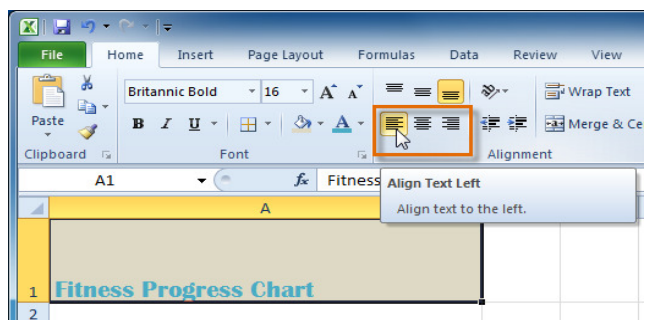 File Home Insert Page Layout Formulas Data Review View
Britannic Bold 16 A A Wrap Text
Paste B I U A Merge & Ce
Clipboard Font Alignment
A1 fx Fitness
Align Text Left
Align text to the left.
A
1 Fitness Progress Chart
2